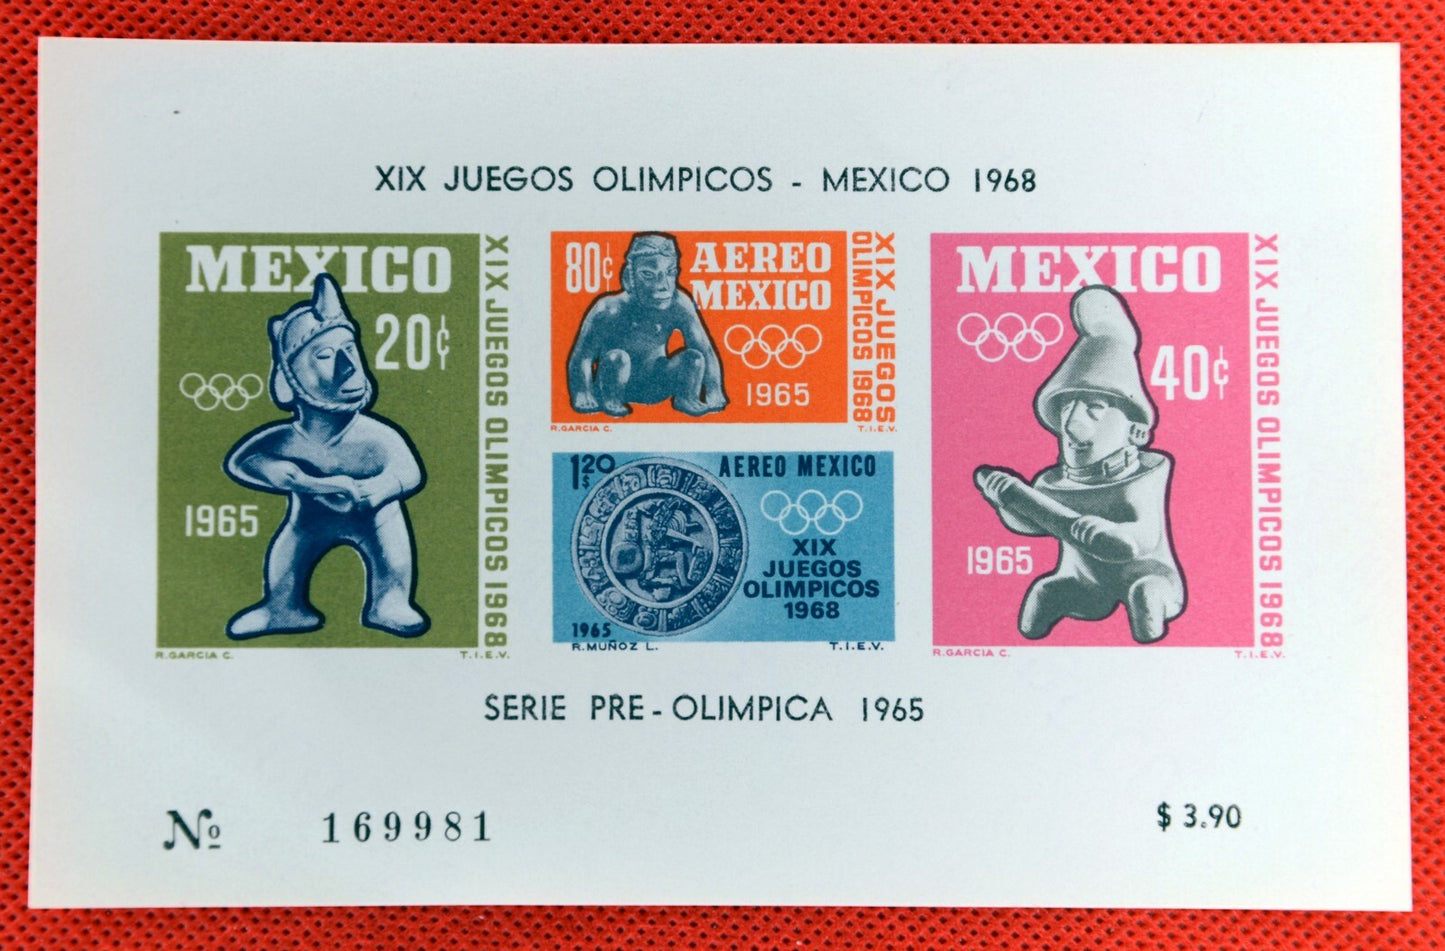 XIX JUEGOS OLIMPICOS - MEXICO 1968
MEXICO
20¢
1965
XIX JUEGOS OLIMPICOS 1968
R.GARCIA C.
T.I.E.V.
80¢
AEREO
MEXICO
1965
XIX JUEGOS
OLIMPICOS 1968
R.GARCIA C.
T.I.E.V.
1.20
$
AEREO MEXICO
XIX
JUEGOS
OLIMPICOS
1968
1965
R.MUÑOZ L.
T.I.E.V.
MEXICO
40¢
1965
XIX JUEGOS OLIMPICOS 1968
R.GARCIA C.
T.I.E.V.
SERIE PRE-OLIMPICA 1965
Nº 169981
$ 3.90